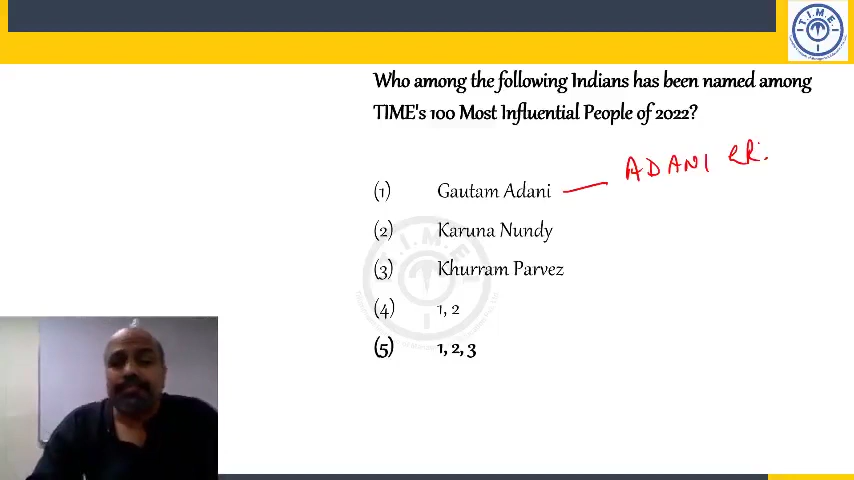 T.I.M.E.
Who among the following Indians has been named among
TIME's 100 Most Influential People of 2022?
ADANI
(1) Gautam Adani
(2) Karuna Nundy
(3) Khurram Parvez
(4) 1, 2
(5) 1, 2, 3
T.I.M.E.